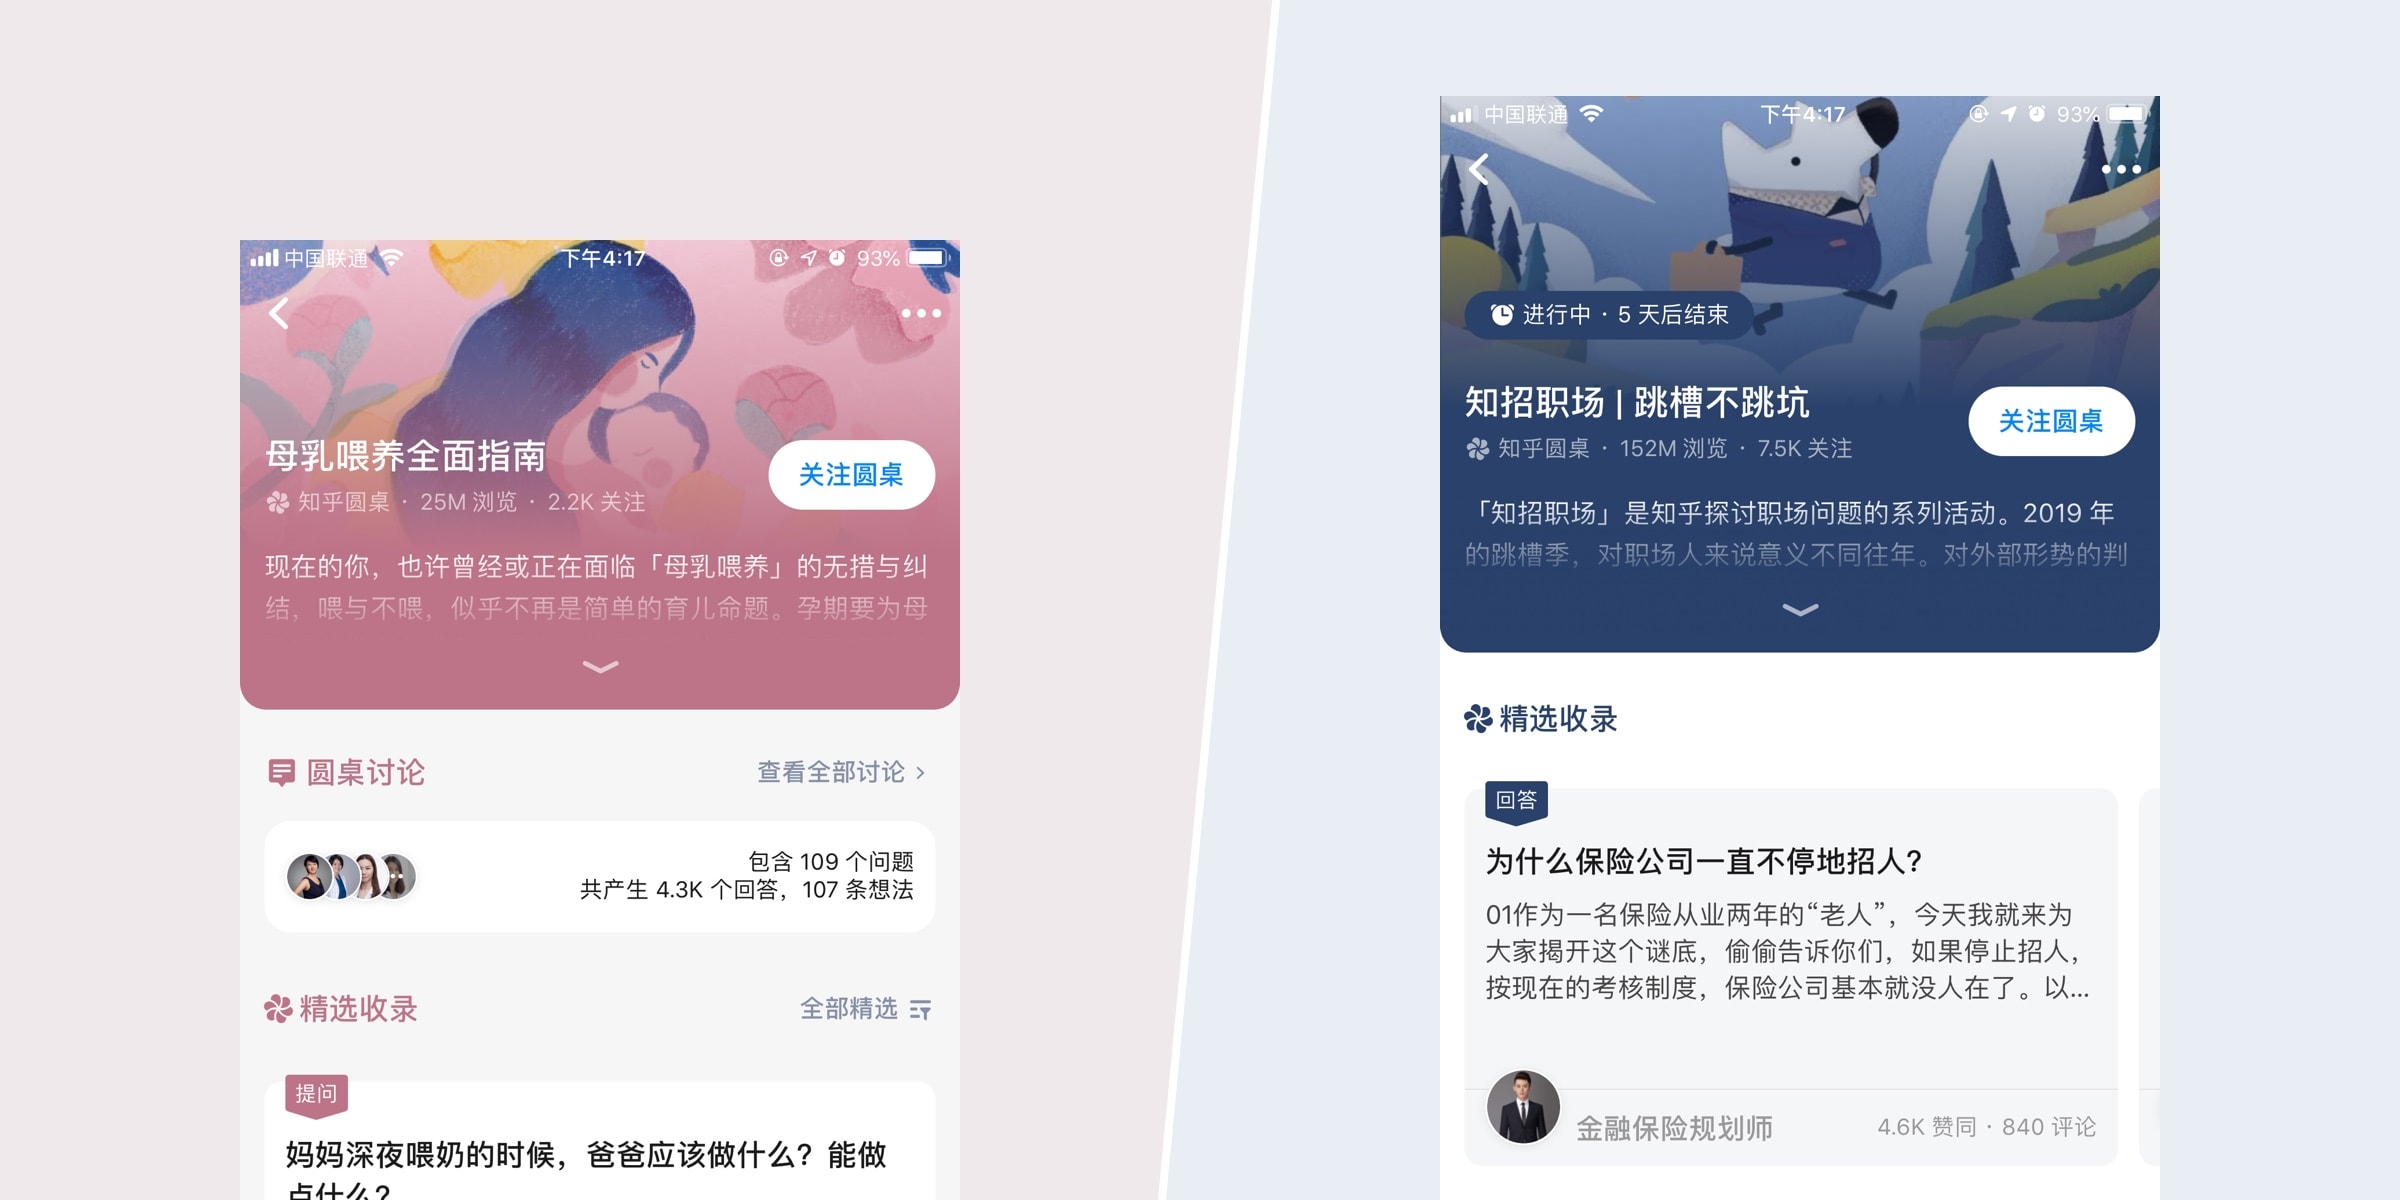 中国联通
下午4:17
93%
母乳喂养全面指南
知乎圆桌 · 25M 浏览 · 2.2K 关注
关注圆桌
现在的你，也许曾经或正在面临「母乳喂养」的无措与纠
结，喂与不喂，似乎不再是简单的育儿命题。孕期要为母
圆桌讨论
查看全部讨论
包含 109 个问题
共产生 4.3K 个回答，107 条想法
精选收录
全部精选
提问
妈妈深夜喂奶的时候，爸爸应该做什么？能做
点什么？
中国联通
下午4:17
93%
进行中 · 5 天后结束
知招职场 | 跳槽不跳坑
知乎圆桌 · 152M 浏览 · 7.5K 关注
关注圆桌
「知招职场」是知乎探讨职场问题的系列活动。2019 年
的跳槽季，对职场人来说意义不同往年。对外部形势的判
精选收录
回答
为什么保险公司一直不停地招人？
01作为一名保险从业两年的“老人”，今天我就来为
大家揭开这个谜底，偷偷告诉你们，如果停止招人，
按现在的考核制度，保险公司基本就没人在了。以...
金融保险规划师
4.6K 赞同 · 840 评论